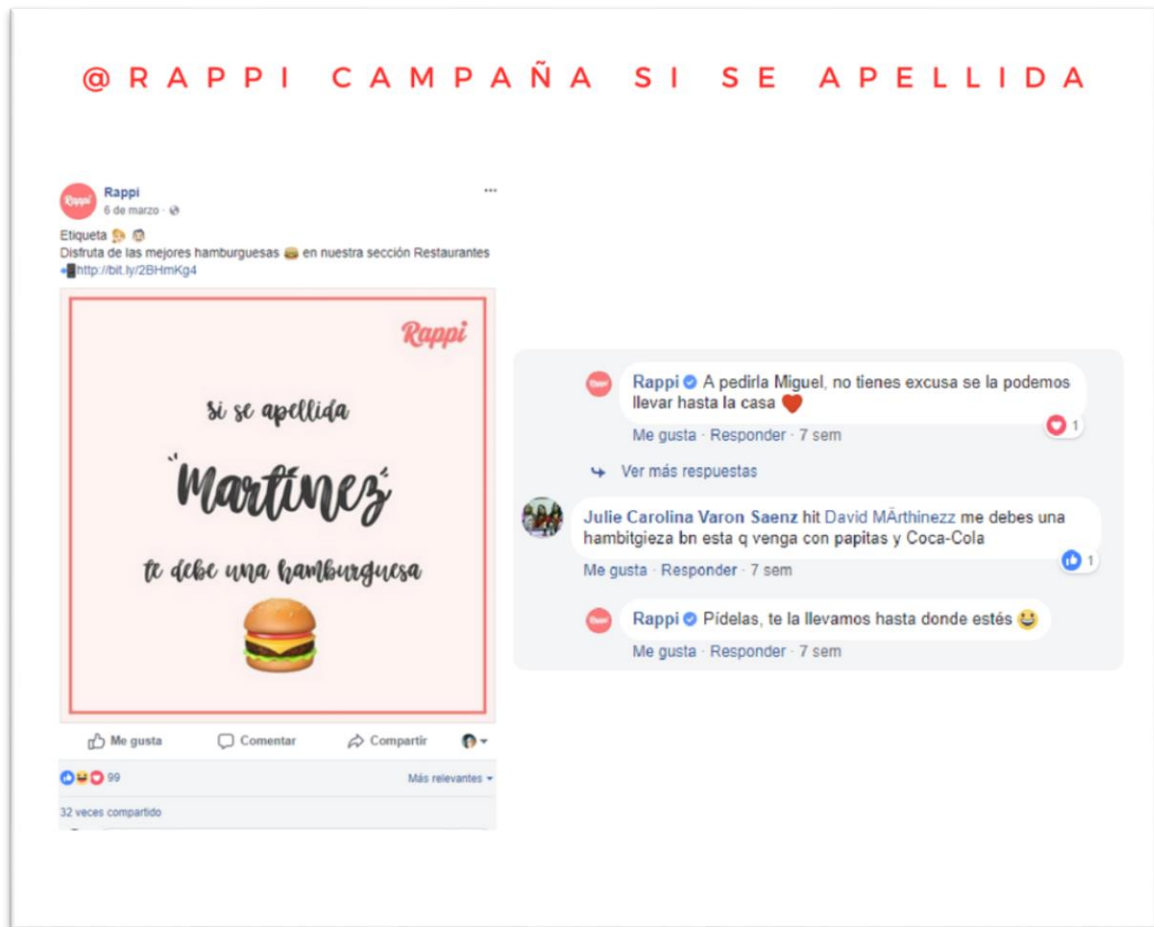 @RAPPI CAMPAÑA SI SE APELLIDA
Rappi
Rappi
6 de marzo
Etiqueta
Disfruta de las mejores hamburguesas 🍔 en nuestra sección Restaurantes
http://bit.ly/2BHmKg4
Rappi
si se apellida
"Martínez"
te debe una hamburguesa
Me gusta
Comentar
Compartir
99
Más relevantes
32 veces compartido
Rappi A pedirla Miguel, no tienes excusa se la podemos
llevar hasta la casa ❤
1
Me gusta · Responder · 7 sem
Ver más respuestas
Julie Carolina Varon Saenz hit David MÄrthinezz me debes una
hambitgieza bn esta q venga con papitas y Coca-Cola
1
Me gusta · Responder · 7 sem
Rappi Pídelas, te la llevamos hasta donde estés 😆
Me gusta · Responder · 7 sem